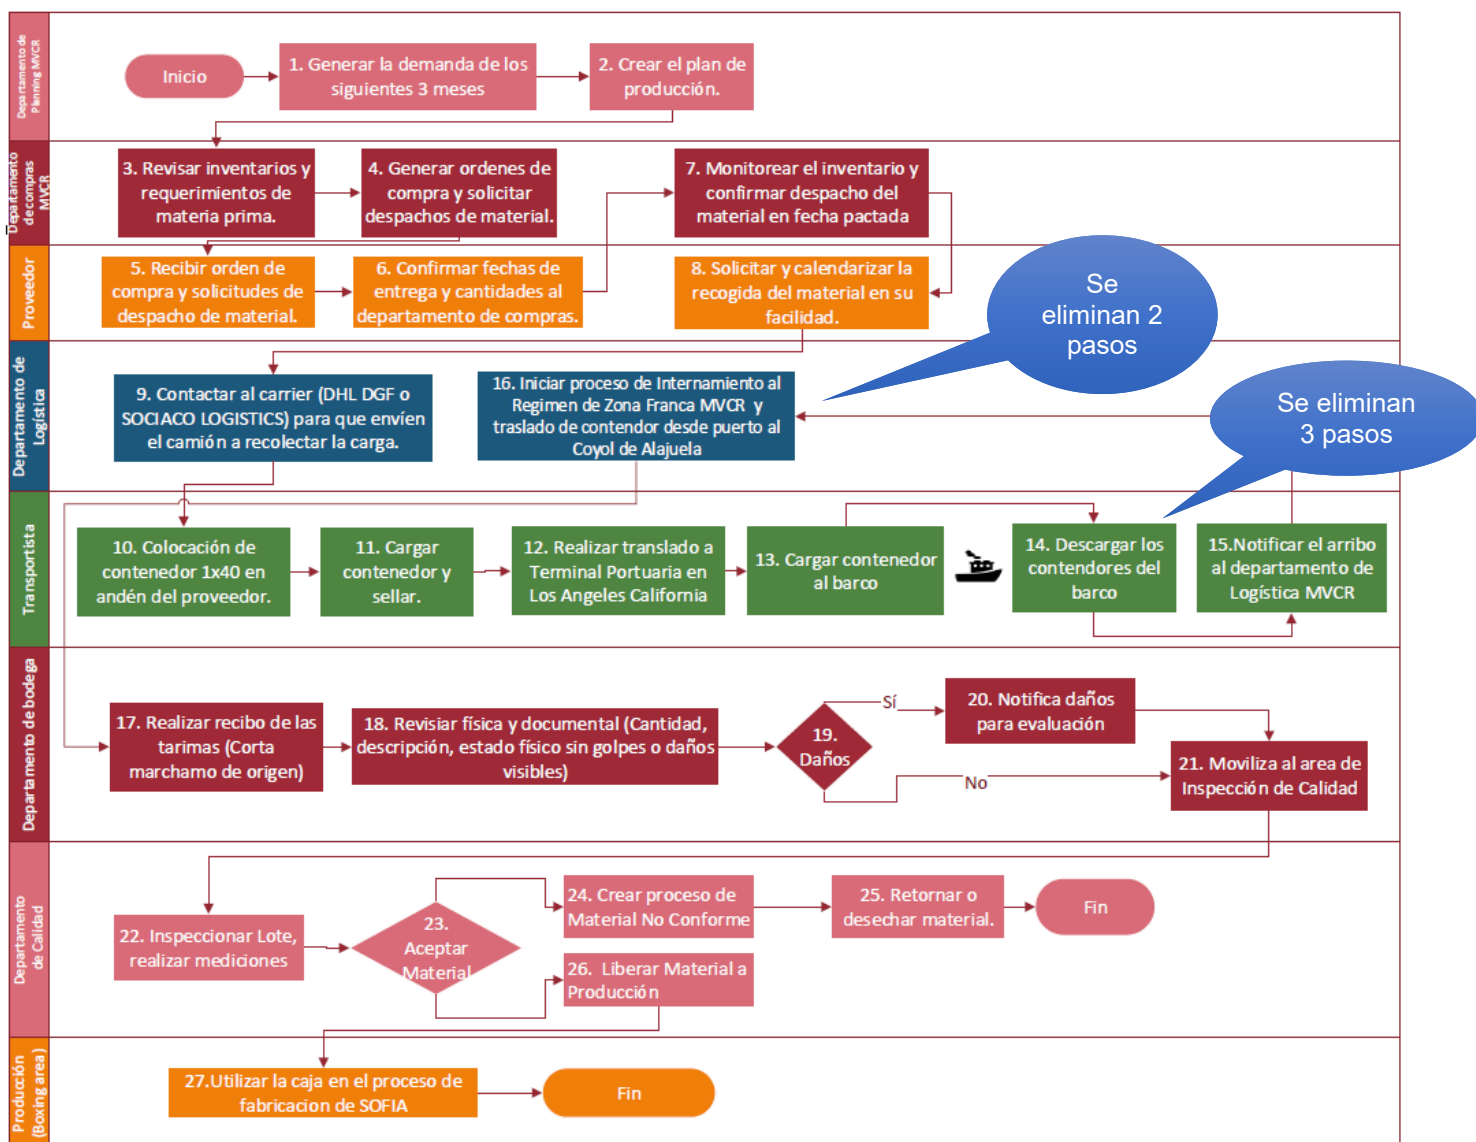 Departamento de
Planning MVCR
Inicio
1. Generar la demanda de los
siguientes 3 meses
2. Crear el plan de
producción.
Departamento
decompras
MVCR
3. Revisar inventarios y
requerimientos de
materia prima.
4. Generar ordenes de
compra y solicitar
despachos de material.
7. Monitorear el inventario y
confirmar despacho del
material en fecha pactada
Proveedor
5. Recibir orden de
compra y solicitudes de
despacho de material.
6. Confirmar fechas de
entrega y cantidades al
departamento de compras.
8. Solicitar y calendarizar la
recogida del material en su
facilidad.
Se
eliminan 2
pasos
Departamento de
Logística
9. Contactar al carrier (DHL DGF o
SOCIACO LOGISTICS) para que envíen
el camión a recolectar la carga.
16. Iniciar proceso de Internamiento al
Regimen de Zona Franca MVCR y
traslado de contendor desde puerto al
Coyol de Alajuela
Se eliminan
3 pasos
Transportista
10. Colocación de
contenedor 1x40 en
andén del proveedor.
11. Cargar
contenedor y
sellar.
12. Realizar translado a
Terminal Portuaria en
Los Angeles California
13. Cargar contenedor
al barco
14. Descargar los
contendores del
barco
15.Notificar el arribo
al departamento de
Logística MVCR
Departamento de bodega
17. Realizar recibo de las
tarimas (Corta
marchamo de origen)
18. Revisiar física y documental (Cantidad,
descripción, estado físico sin golpes o daños
visibles)
19.
Daños
Sí
No
20. Notifica daños
para evaluación
21. Moviliza al area de
Inspección de Calidad
Departamento
de Calidad
22. Inspeccionar Lote,
realizar mediciones
23.
Aceptar
Material
24. Crear proceso de
Material No Conforme
25. Retornar o
desechar material.
Fin
26. Liberar Material a
Producción
Producción
(Boxing area)
27.Utilizar la caja en el proceso de
fabricacion de SOFIA
Fin